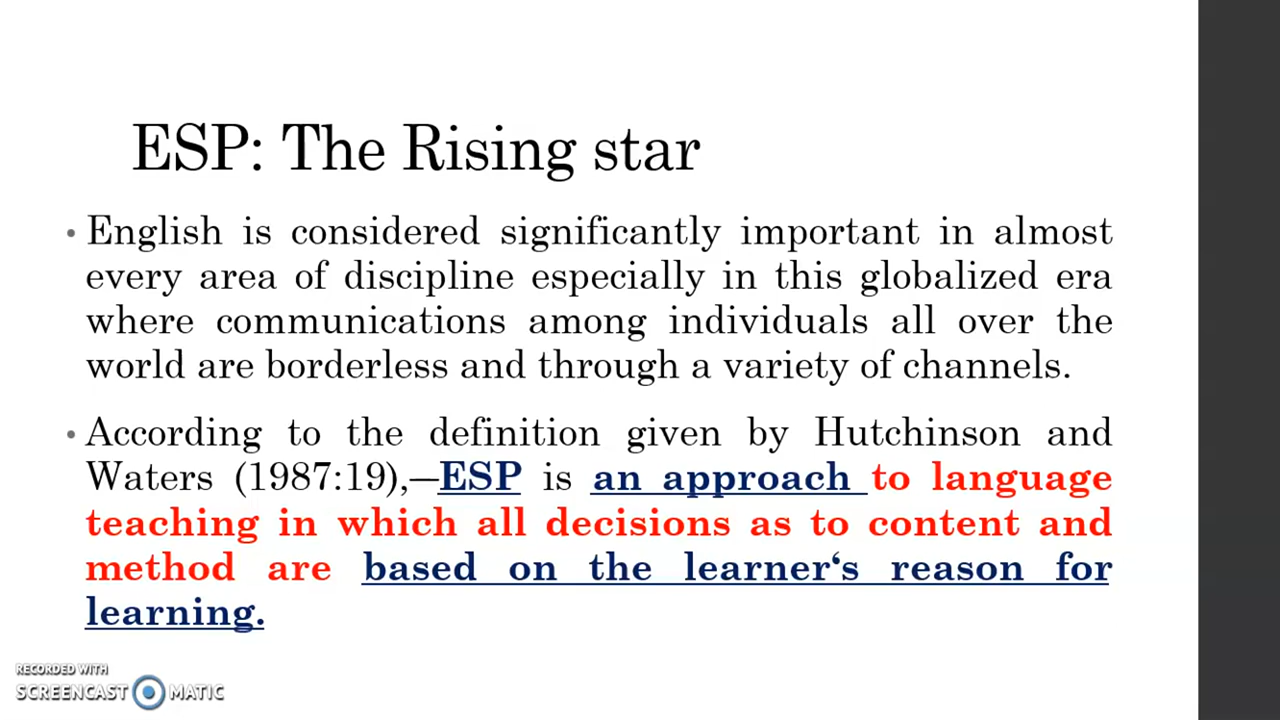 ESP: The Rising star
• English is considered significantly important in almost
every area of discipline especially in this globalized era
where communications among individuals all over the
world are borderless and through a variety of channels.
• According to the definition given by Hutchinson and
Waters (1987:19),―ESP is an approach to language
teaching in which all decisions as to content and
method are based on the learner‘s reason for
learning.
RECORDED WITH
SCREENCAST MATIC